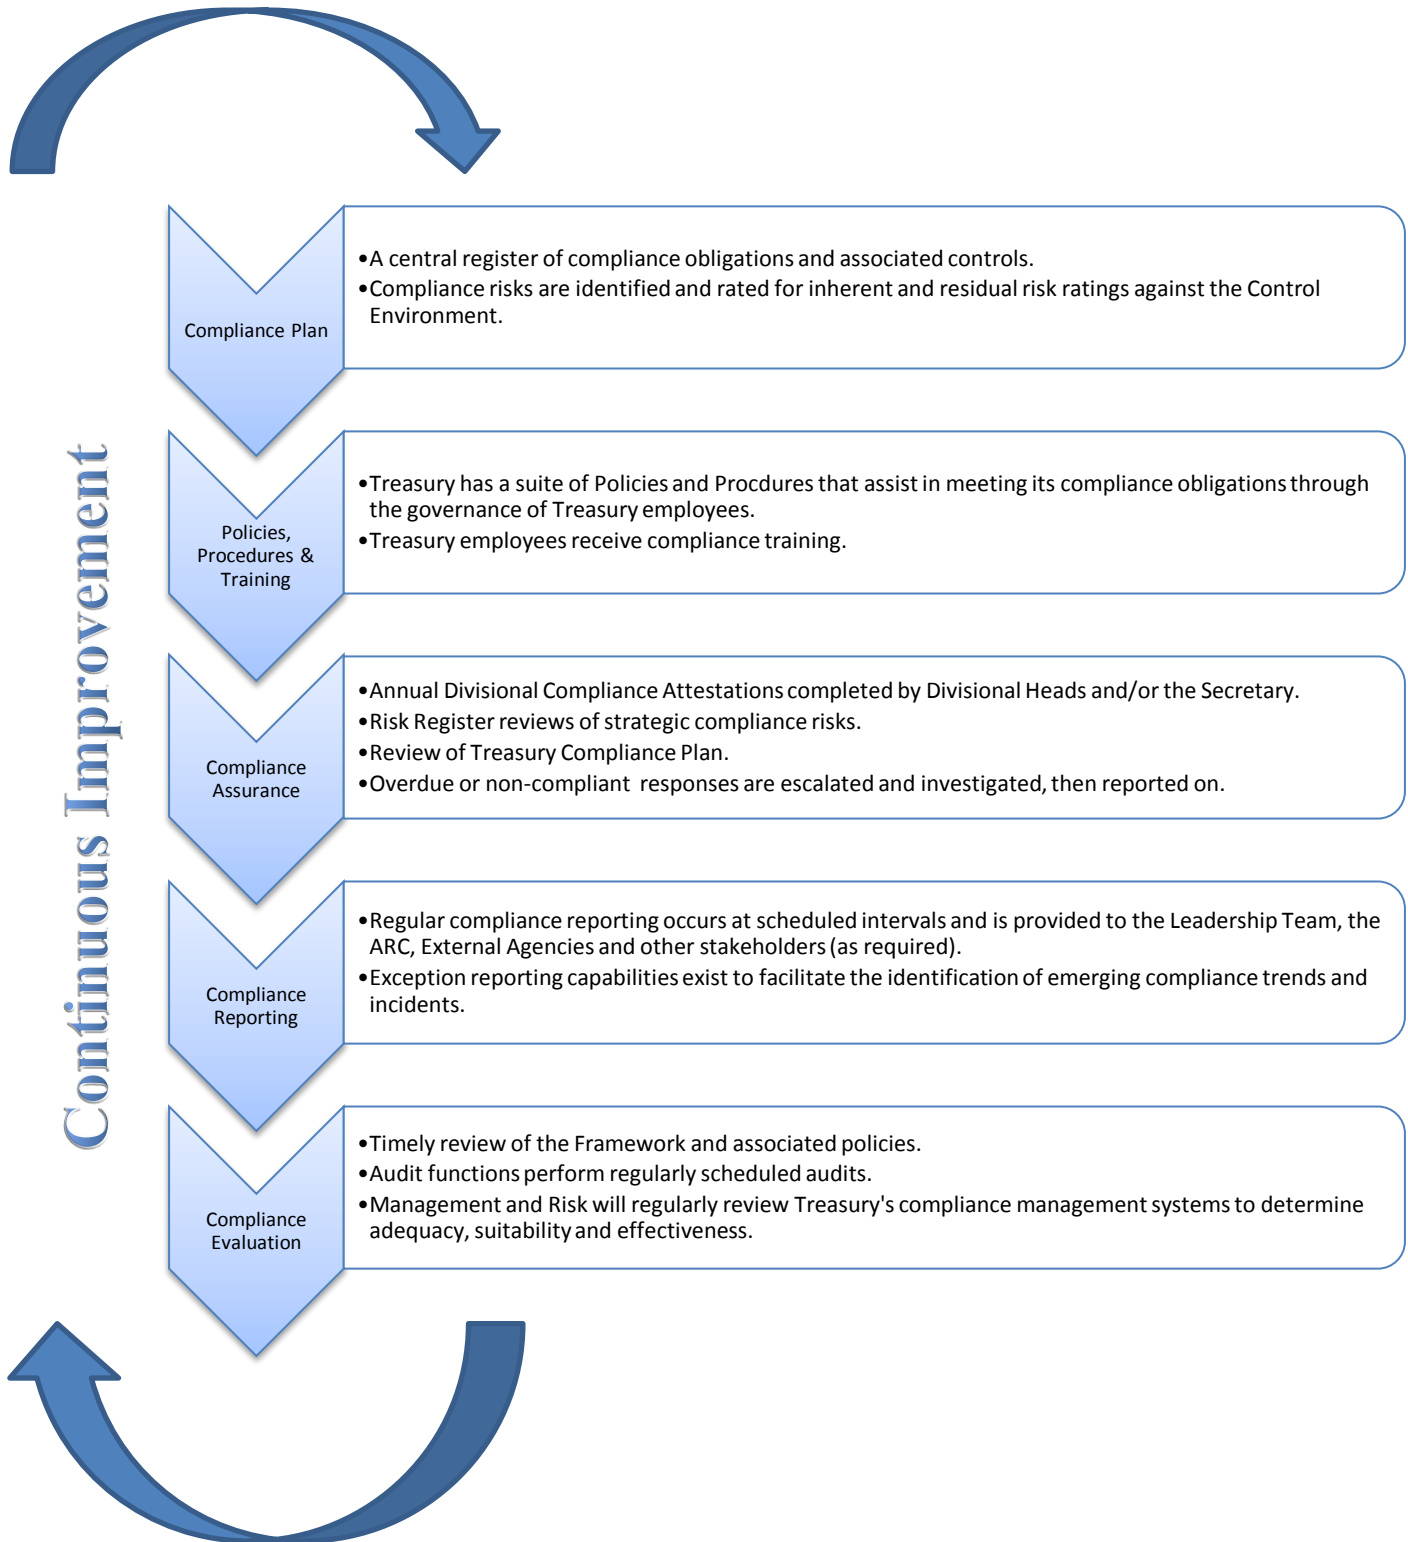 Continuous Improvement
Compliance Plan
•A central register of compliance obligations and associated controls.
•Compliance risks are identified and rated for inherent and residual risk ratings against the Control
Environment.
Policies,
Procedures &
Training
•Treasury has a suite of Policies and Procdures that assist in meeting its compliance obligations through
the governance of Treasury employees.
•Treasury employees receive compliance training.
Compliance
Assurance
•Annual Divisional Compliance Attestations completed by Divisional Heads and/or the Secretary.
•Risk Register reviews of strategic compliance risks.
•Review of Treasury Compliance Plan.
•Overdue or non-compliant responses are escalated and investigated, then reported on.
Compliance
Reporting
•Regular compliance reporting occurs at scheduled intervals and is provided to the Leadership Team, the
ARC, External Agencies and other stakeholders (as required).
•Exception reporting capabilities exist to facilitate the identification of emerging compliance trends and
incidents.
Compliance
Evaluation
•Timely review of the Framework and associated policies.
•Audit functions perform regularly scheduled audits.
•Management and Risk will regularly review Treasury's compliance management systems to determine
adequacy, suitability and effectiveness.